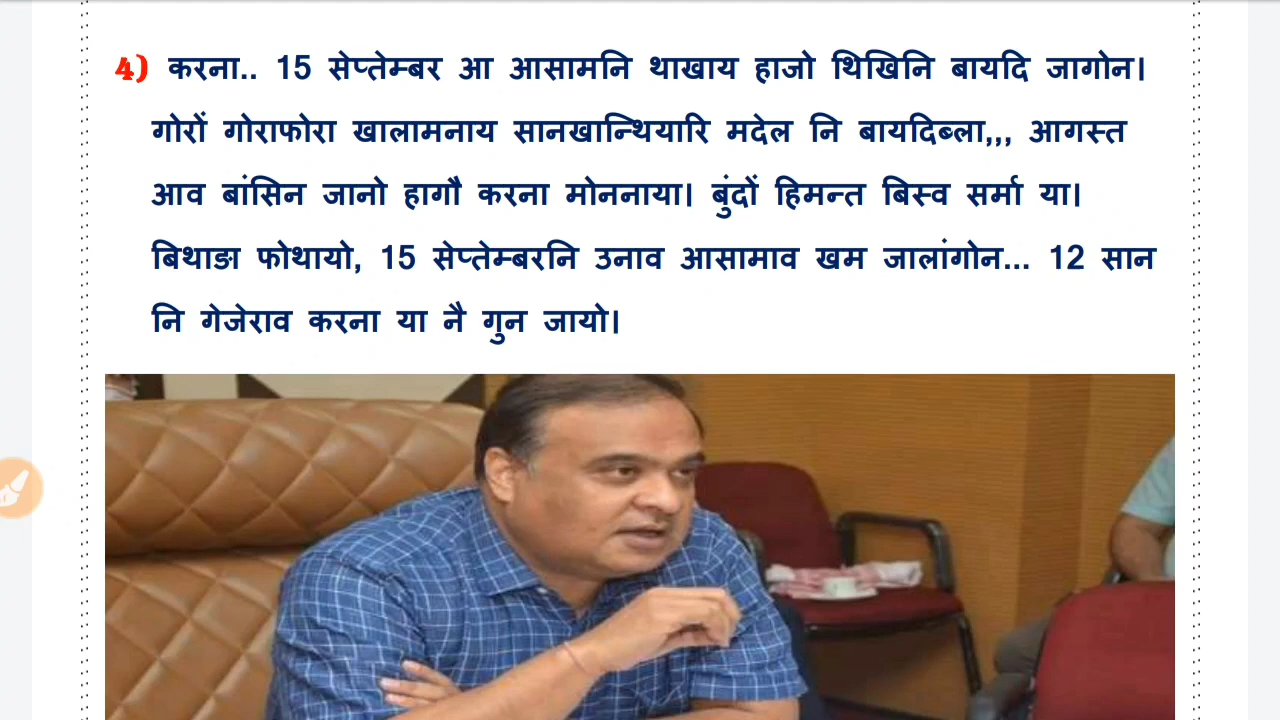 4) करना.. 15 सेप्तेम्बर आ आसामनि थाखाय हाजो थिखिनि बायदि जागोन।
गोरों गोराफोरा खालामनाय सानखान्थियारि मदेल नि बायदिब्ला,,, आगस्त
आव बांसिन जानो हागौ करना मोननाया। बुंदों हिमन्त बिस्व सर्मा या।
बिथाङा फोथायो, 15 सेप्तेम्बरनि उनाव आसामाव खम जालांगोन... 12 सान
नि गेजेराव करना या नै गुन जायो।